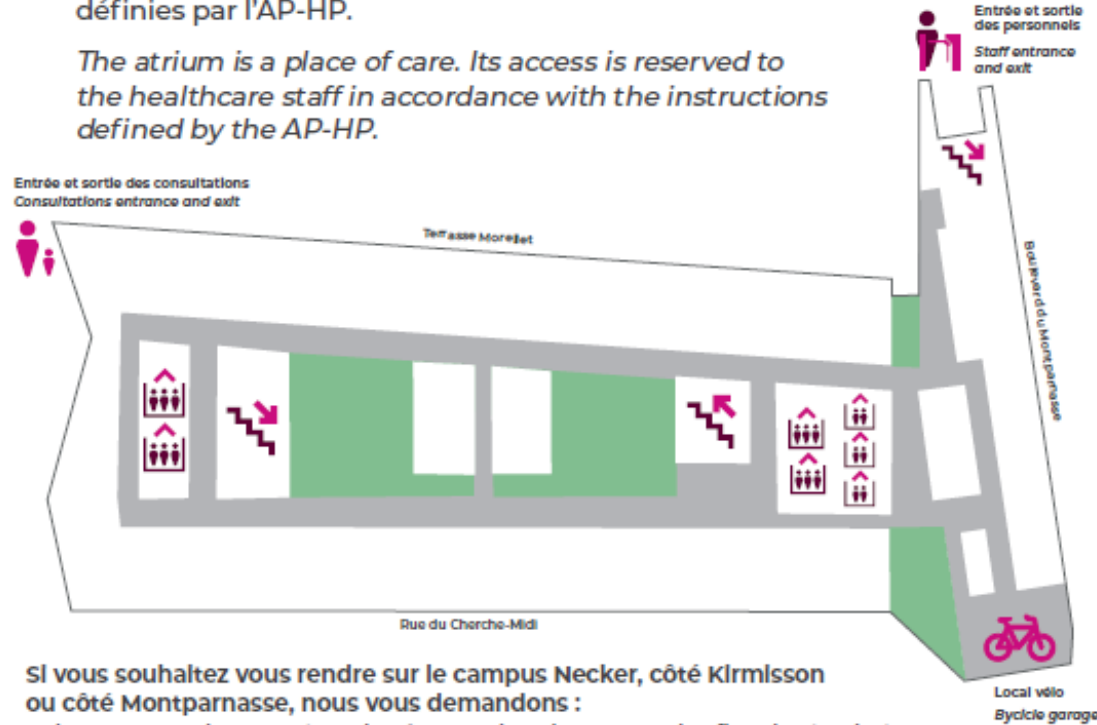 définies par l'AP-HP.
The atrium is a place of care. Its access is reserved to
the healthcare staff in accordance with the instructions
defined by the AP-HP.
Entrée et sortie
des personnels
Staff entrance
and exit
Entrée et sortie des consultations
Consultations entrance and exit
Terrasse Morellet
Boulevard du Montparnasse
Rue du Cherche-Midi
Si vous souhaitez vous rendre sur le campus Necker, côté Kirmisson
ou côté Montparnasse, nous vous demandons :
Local vélo
Bycicle garage